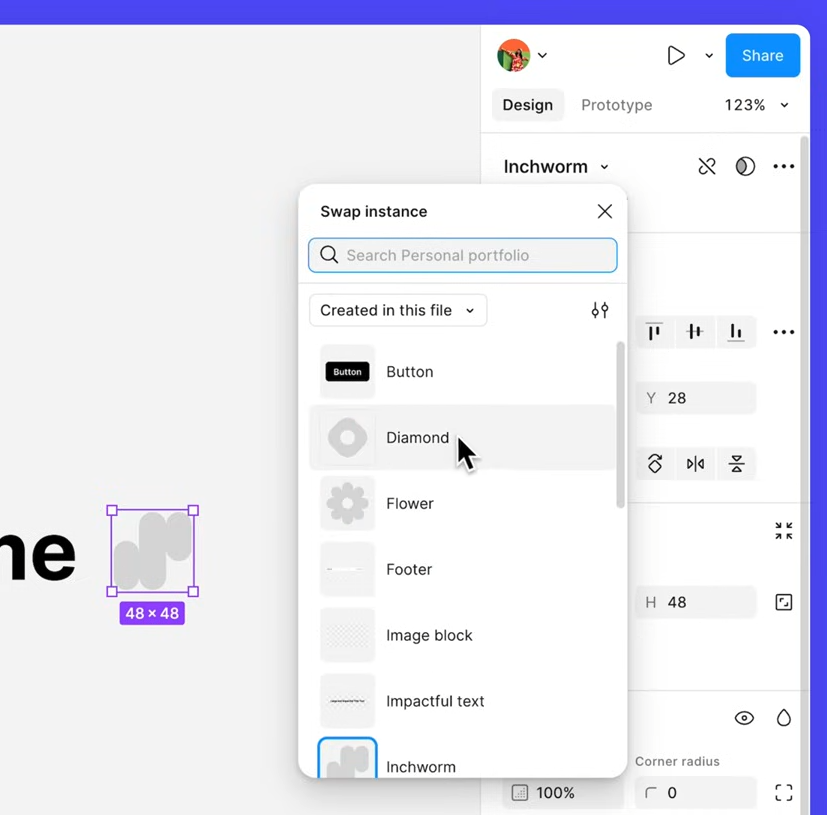 Share
Design
Prototype
123%
Inchworm
Swap instance
Search Personal portfolio
Created in this file
Button
Button
Diamond
Y 28
Flower
ne
48 × 48
Footer
H 48
Image block
Impactful text
Inchworm
Corner radius
100%
0